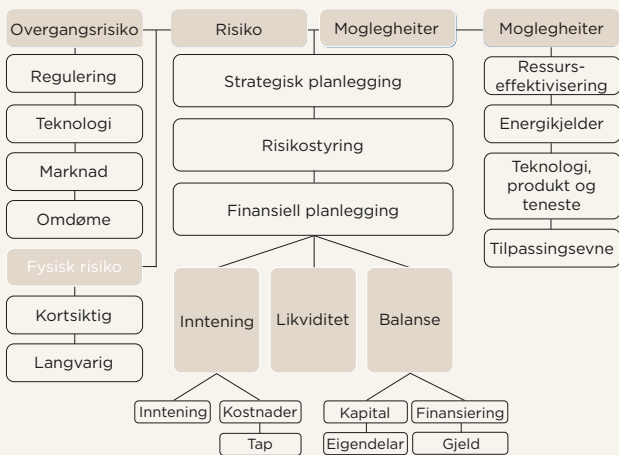 Overgangsrisiko
Regulering
Teknologi
Marknad
Omdøme
Fysisk risiko
Kortsiktig
Langvarig
Risiko
Moglegheiter
Strategisk planlegging
Risikostyring
Finansiell planlegging
Inntening
Likviditet
Balanse
Inntening
Kostnader
Tap
Kapital
Finansiering
Eigendelar
Gjeld
Moglegheiter
Ressurs-
effektivisering
Energikjelder
Teknologi,
produkt og
teneste
Tilpassingsevne